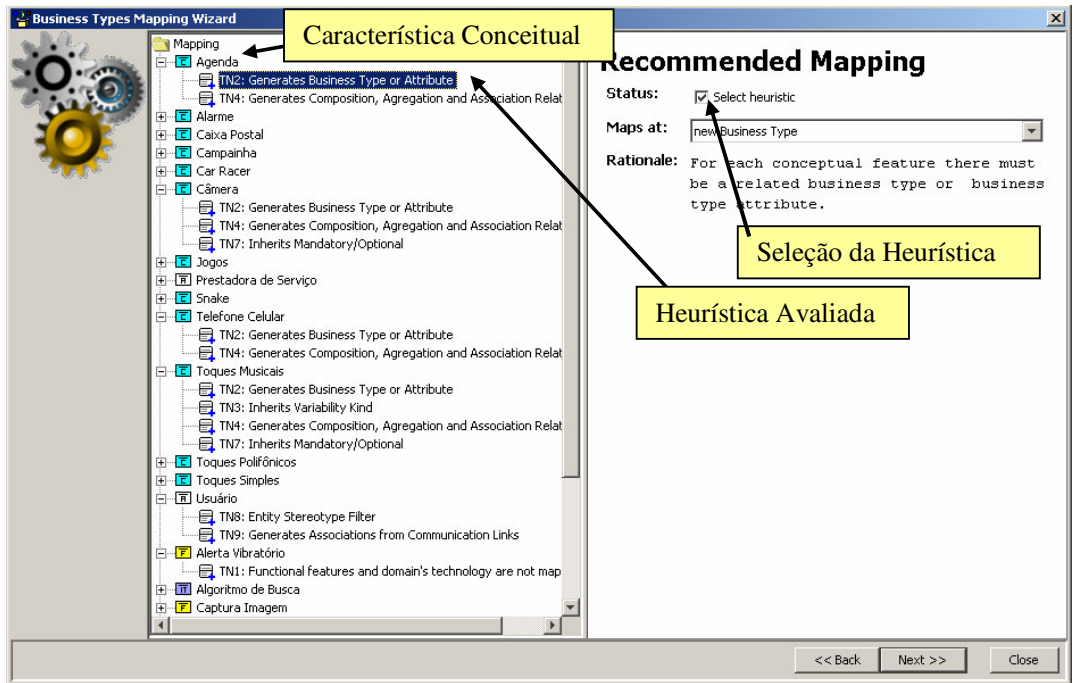 Business Types Mapping Wizard
Característica Conceitual
Mapping
Agenda
TN2: Generates Business Type or Attribute
TN4: Generates Composition, Agregation and Association Relat
Alarme
Caixa Postal
Campainha
Car Racer
Câmera
TN2: Generates Business Type or Attribute
TN4: Generates Composition, Agregation and Association Relat
TN7: Inherits Mandatory/Optional
Jogos
Prestadora de Serviço
Snake
Telefone Celular
TN2: Generates Business Type or Attribute
TN4: Generates Composition, Agregation and Association Relat
Toques Musicais
TN2: Generates Business Type or Attribute
TN3: Inherits Variability Kind
TN4: Generates Composition, Agregation and Association Relat
TN7: Inherits Mandatory/Optional
Toques Polifônicos
Toques Simples
Usuário
TN8: Entity Stereotype Filter
TN9: Generates Associations from Communication Links
Alerta Vibratório
TN1: Functional features and domain's technology are not map
Algoritmo de Busca
Captura Imagem
Recommended Mapping
Status: Select heuristic
Maps at: new Business Type
Rationale: For each conceptual feature there must
be a related business type or business
type attribute.
Seleção da Heurística
Heurística Avaliada
<< Back Next >> Close